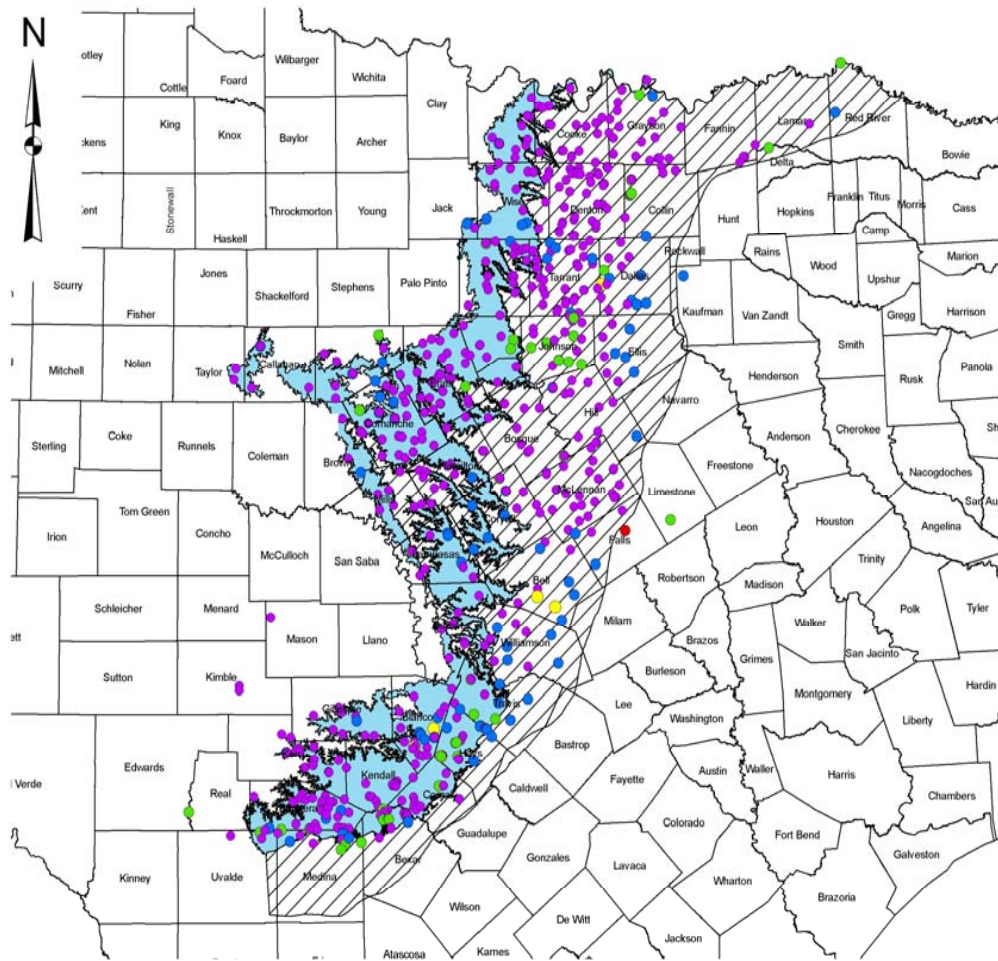 N
otley
Cottle
Foard
Wilbarger
Wichita
Clay
Cooke
Grayson
Fannin
Lamar
Red River
Bowie
ckens
King
Knox
Baylor
Archer
Delta
Stonewall
Haskell
Throckmorton
Young
Jack
Wise
Denton
Collin
Hunt
Hopkins
Franklin
Titus
Morris
Cass
Camp
Scurry
Fisher
Jones
Shackelford
Stephens
Palo Pinto
Tarrant
Dallas
Rockwall
Rains
Wood
Upshur
Marion
Kaufman
Van Zandt
Gregg
Harrison
Mitchell
Nolan
Taylor
Callahan
Johnson
Ellis
Smith
Henderson
Rusk
Panola
Navarro
Sterling
Coke
Runnels
Coleman
Brown
Comanche
Bosque
Hill
Anderson
Cherokee
Freestone
Nacogdoches
Irion
Tom Green
Concho
McCulloch
San Saba
McLennan
Limestone
Falls
Leon
Houston
Angelina
San Au
Trinity
Schleicher
Menard
Mason
Llano
Bell
Milam
Robertson
Madison
Walker
Polk
Tyler
Williamson
Brazos
Grimes
San Jacinto
Sutton
Kimble
Burleson
Montgomery
Hardin
Blanco
Travis
Lee
Washington
Liberty
Edwards
Real
Kendall
Bastrop
Fayette
Austin
Waller
Harris
Chambers
l Verde
Caldwell
Colorado
Fort Bend
Galveston
Kinney
Uvalde
Medina
Bexar
Guadalupe
Gonzales
Lavaca
Wharton
Brazoria
Wilson
De Witt
Jackson
Atascosa
Karnes